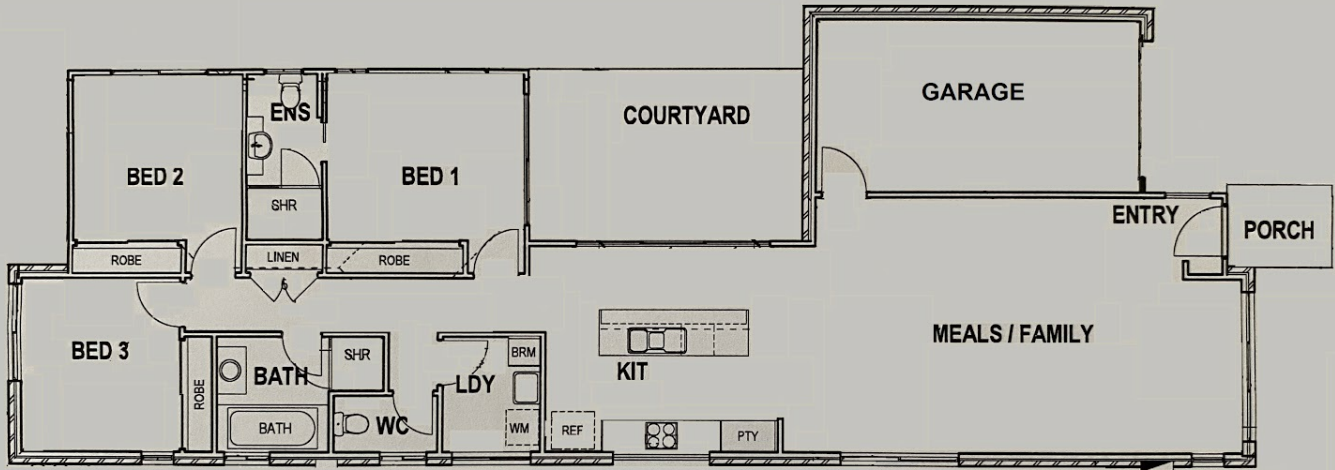 GARAGE
COURTYARD
ENS
BED 2
BED 1
SHR
ENTRY
PORCH
ROBE
LINEN
ROBE
MEALS / FAMILY
BED 3
SHR
BRM
KIT
BATH
LDY
ROBE
WC
BATH
WM
REF
PTY